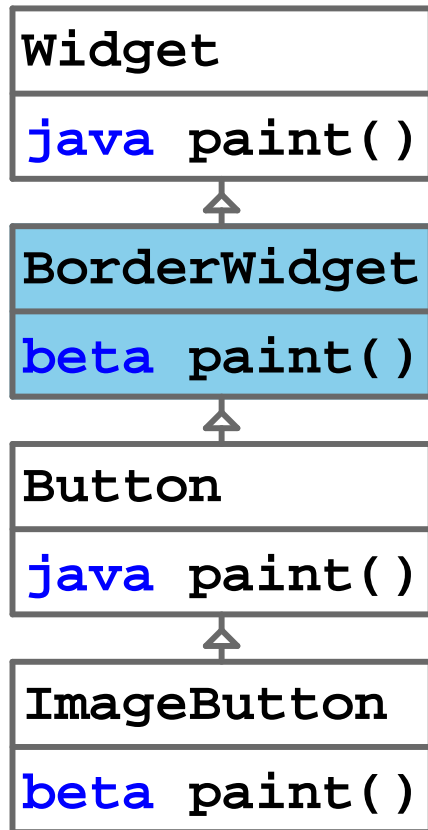 Widget
java paint()
BorderWidget
beta paint()
Button
java paint()
ImageButton
beta paint()